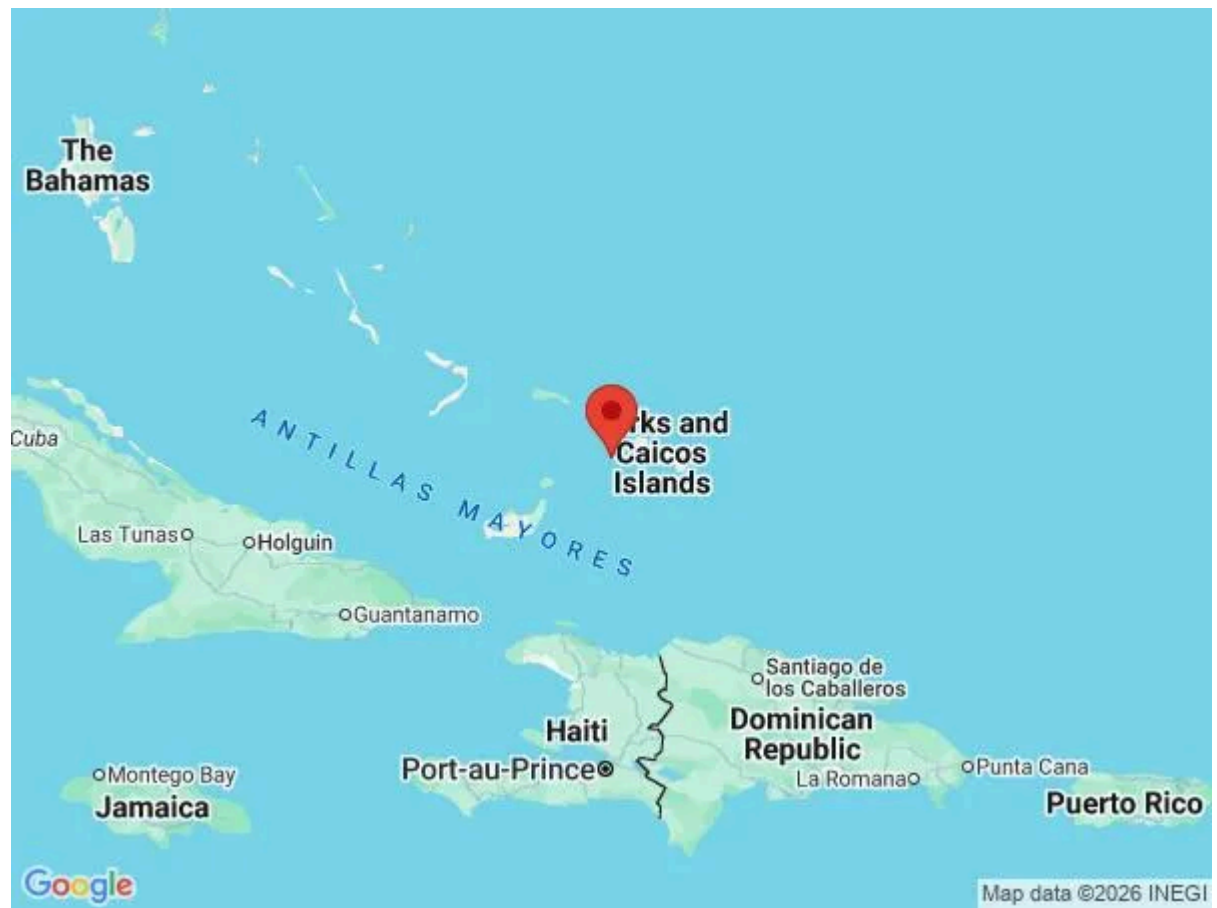 The
Bahamas
rks and
Caicos
Islands
Cuba
ANTILLAS MAYORES
Las Tunas
Holguin
Guantanamo
Santiago de
los Caballeros
Haiti
Dominican
Republic
Port-au-Prince
La Romana
Punta Cana
Montego Bay
Jamaica
Puerto Rico
Google
Map data ©2026 INEGI